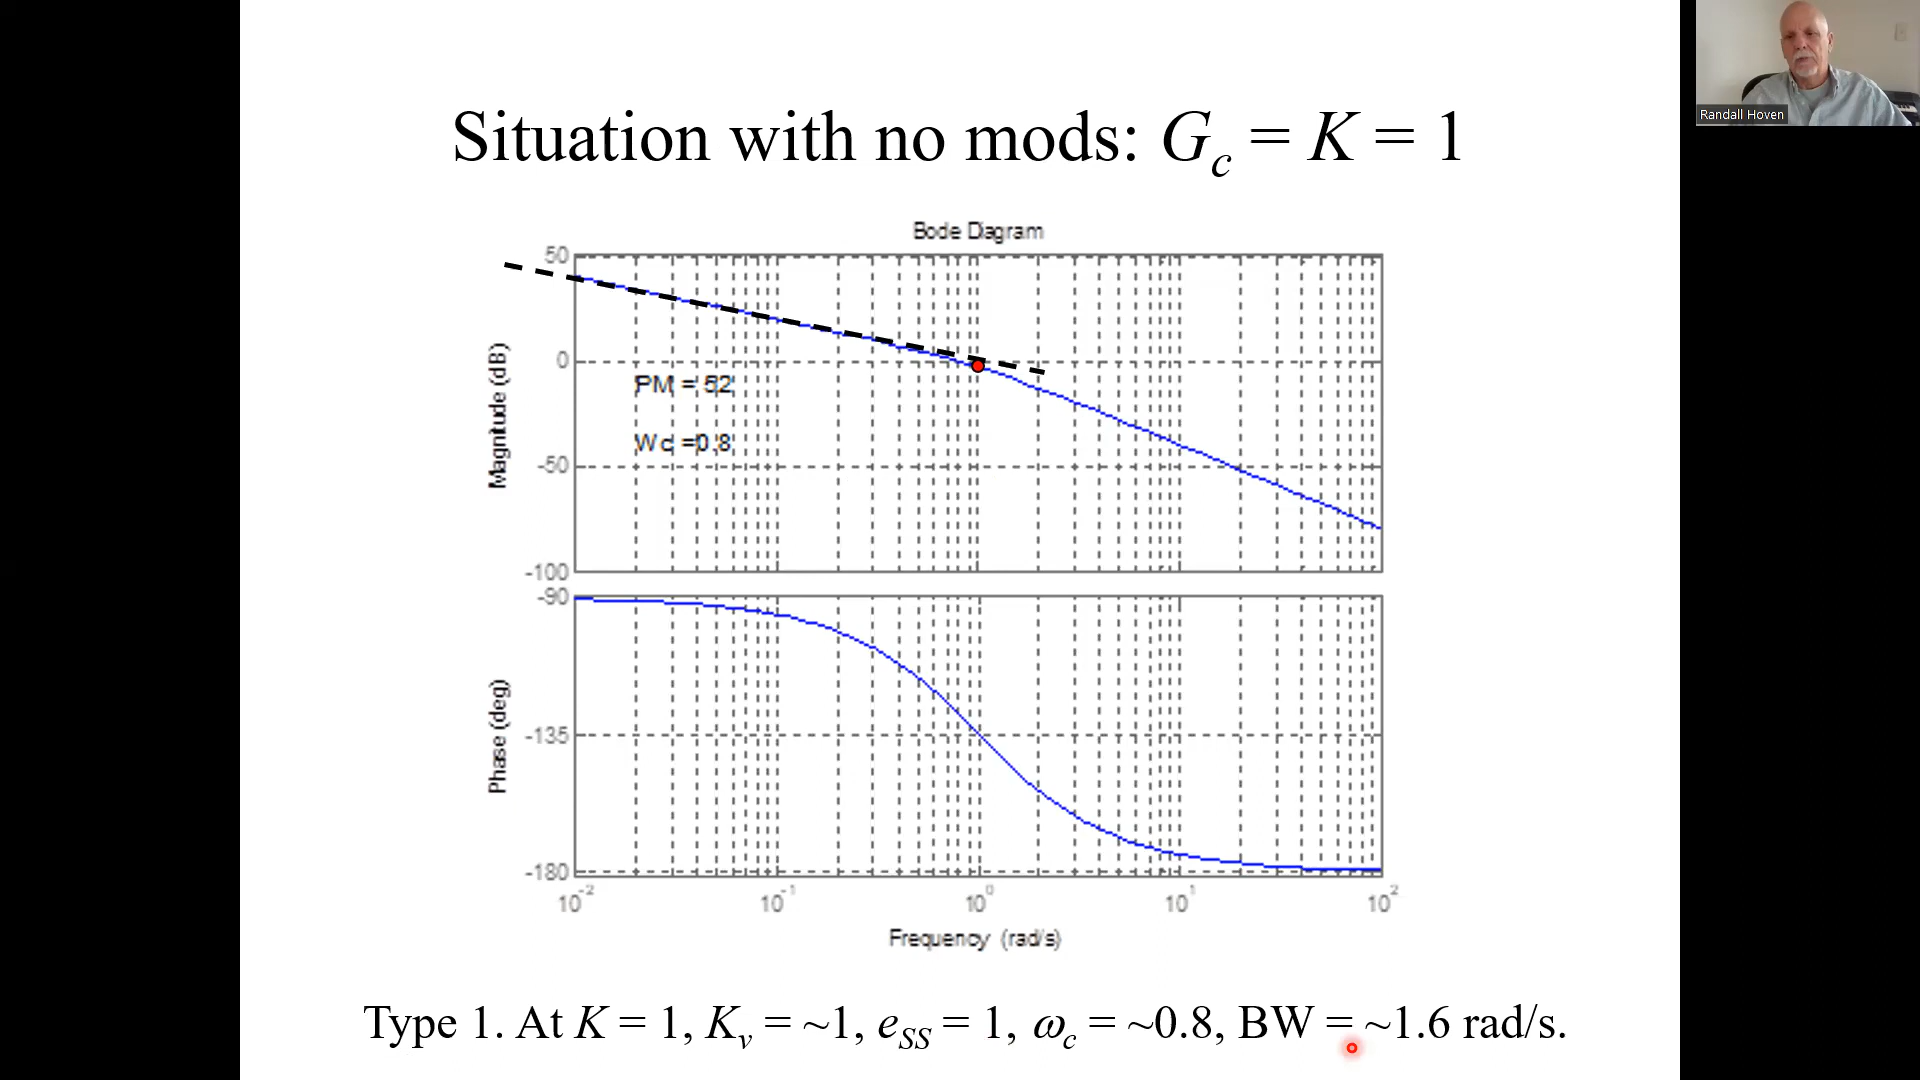 Randall Hoven
Situation with no mods: G_c = K = 1
Bode Diagram
50
0
-50
-100
Magnitude (dB)
PM = 52
Wc =0.8
-90
-135
-180
Phase (deg)
10^-2 10^-1 10^0 10^1 10^2
Frequency (rad/s)
Type 1. At K = 1, K_v = ~1, e_SS = 1, ω_c = ~0.8, BW = ~1.6 rad/s.